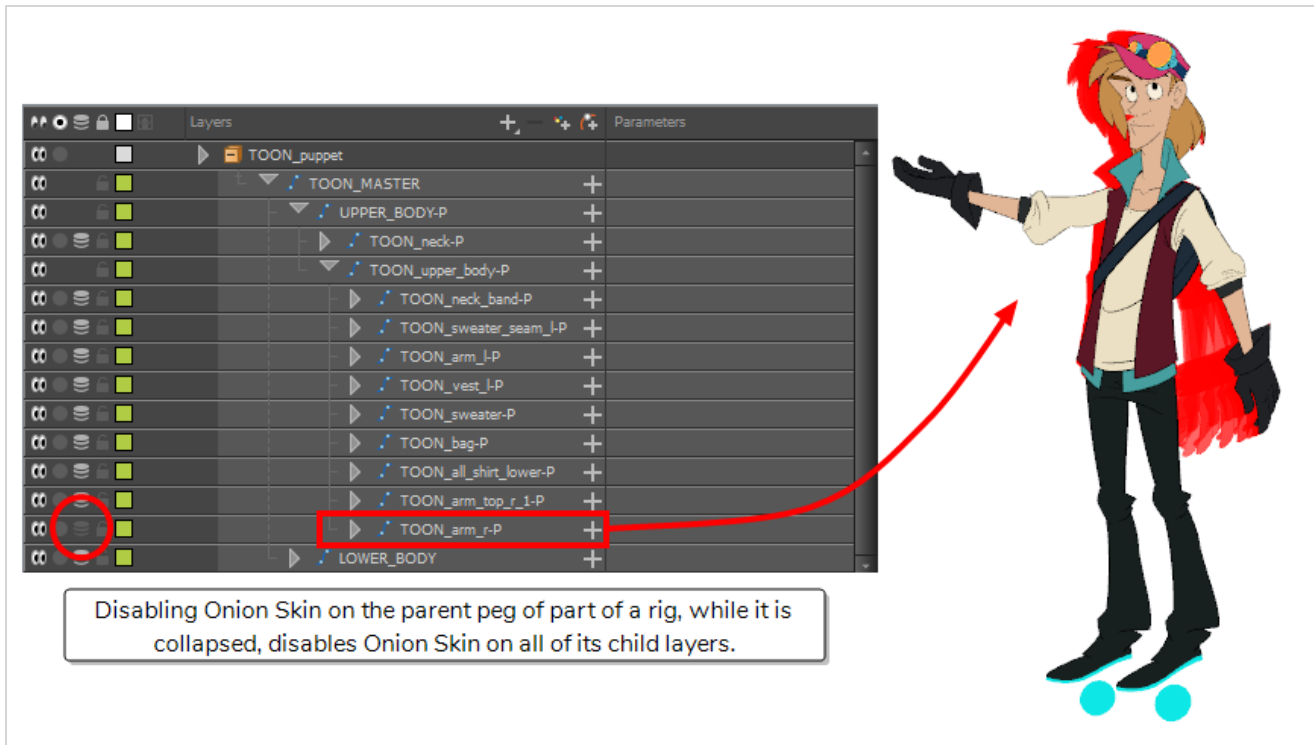 Layers
Parameters
TOON_puppet
TOON_MASTER
UPPER_BODY-P
TOON_neck-P
TOON_upper_body-P
TOON_neck_band-P
TOON_sweater_seam_l-P
TOON_arm_l-P
TOON_vest_l-P
TOON_sweater-P
TOON_bag-P
TOON_all_shirt_lower-P
TOON_arm_top_r_1-P
TOON_arm_r-P
LOWER_BODY
Disabling Onion Skin on the parent peg of part of a rig, while it is
collapsed, disables Onion Skin on all of its child layers.